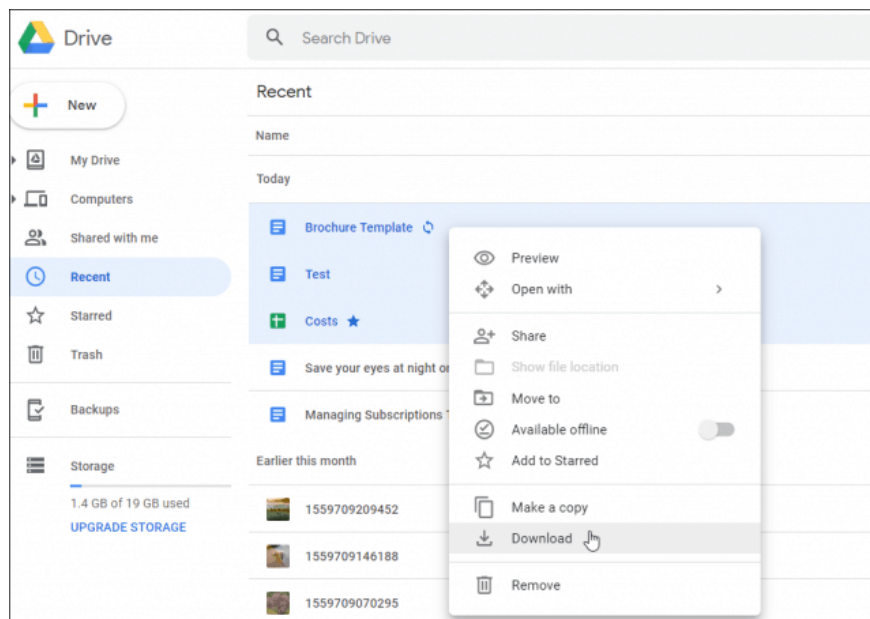 Drive
Search Drive
New
My Drive
Computers
Shared with me
Recent
Starred
Trash
Backups
Storage
1.4 GB of 19 GB used
UPGRADE STORAGE
Recent
Name
Today
Brochure Template
Test
Costs
Save your eyes at night
Managing Subscriptions
Earlier this month
1559709209452
1559709146188
1559709070295
Preview
Open with
Share
Show file location
Move to
Available offline
Add to Starred
Make a copy
Download
Remove